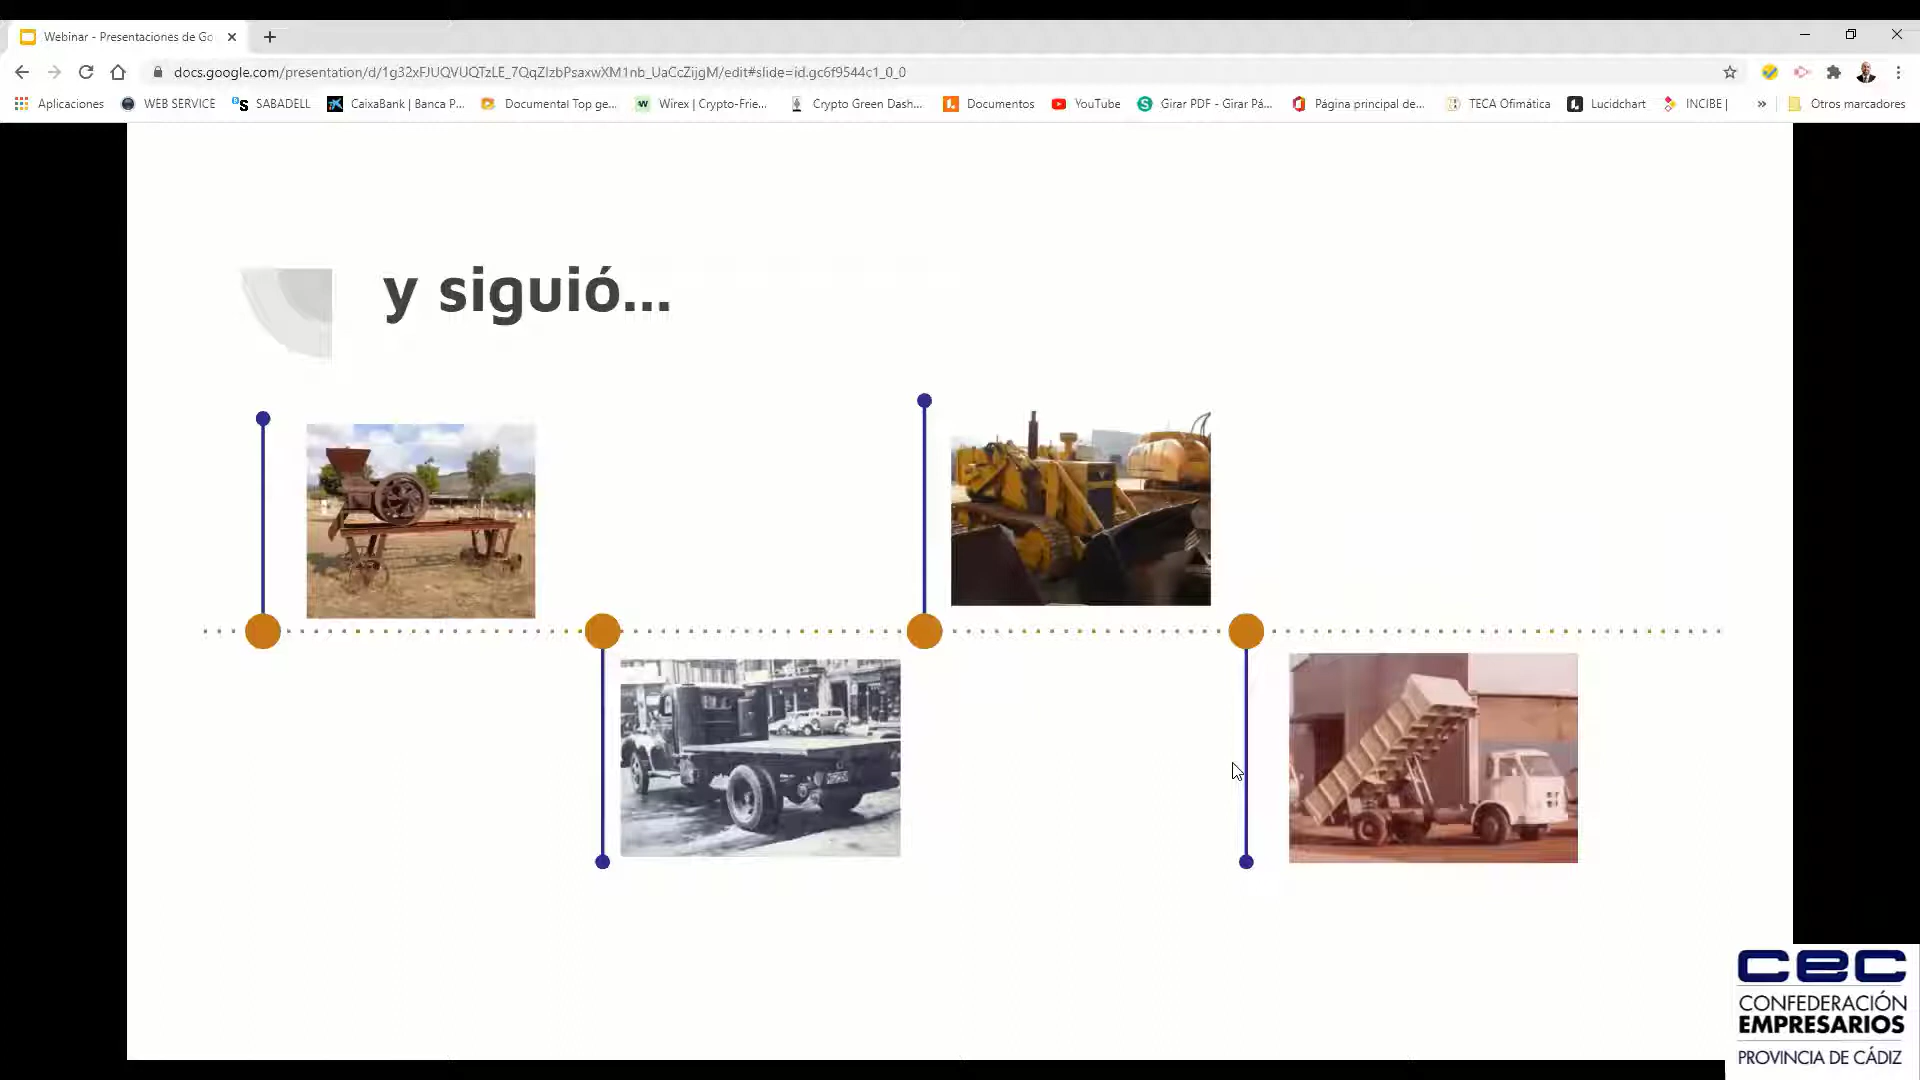 Webinar - Presentaciones de Go
docs.google.com/presentation/d/1g32xFJUQVUQTzLE_7QqZlzbPsaxwXM1nb_UaCcZijgM/edit#slide=id.gc6f9544c1_0_0
Aplicaciones WEB SERVICE SABADELL CaixaBank | Banca P... Documental Top ge... Wirex | Crypto-Frie... Crypto Green Dash... Documentos YouTube Girar PDF - Girar Pá... Página principal de... TECA Ofimática Lucidchart INCIBE | » Otros marcadores
y siguió...
cec
CONFEDERACIÓN
EMPRESARIOS
PROVINCIA DE CÁDIZ